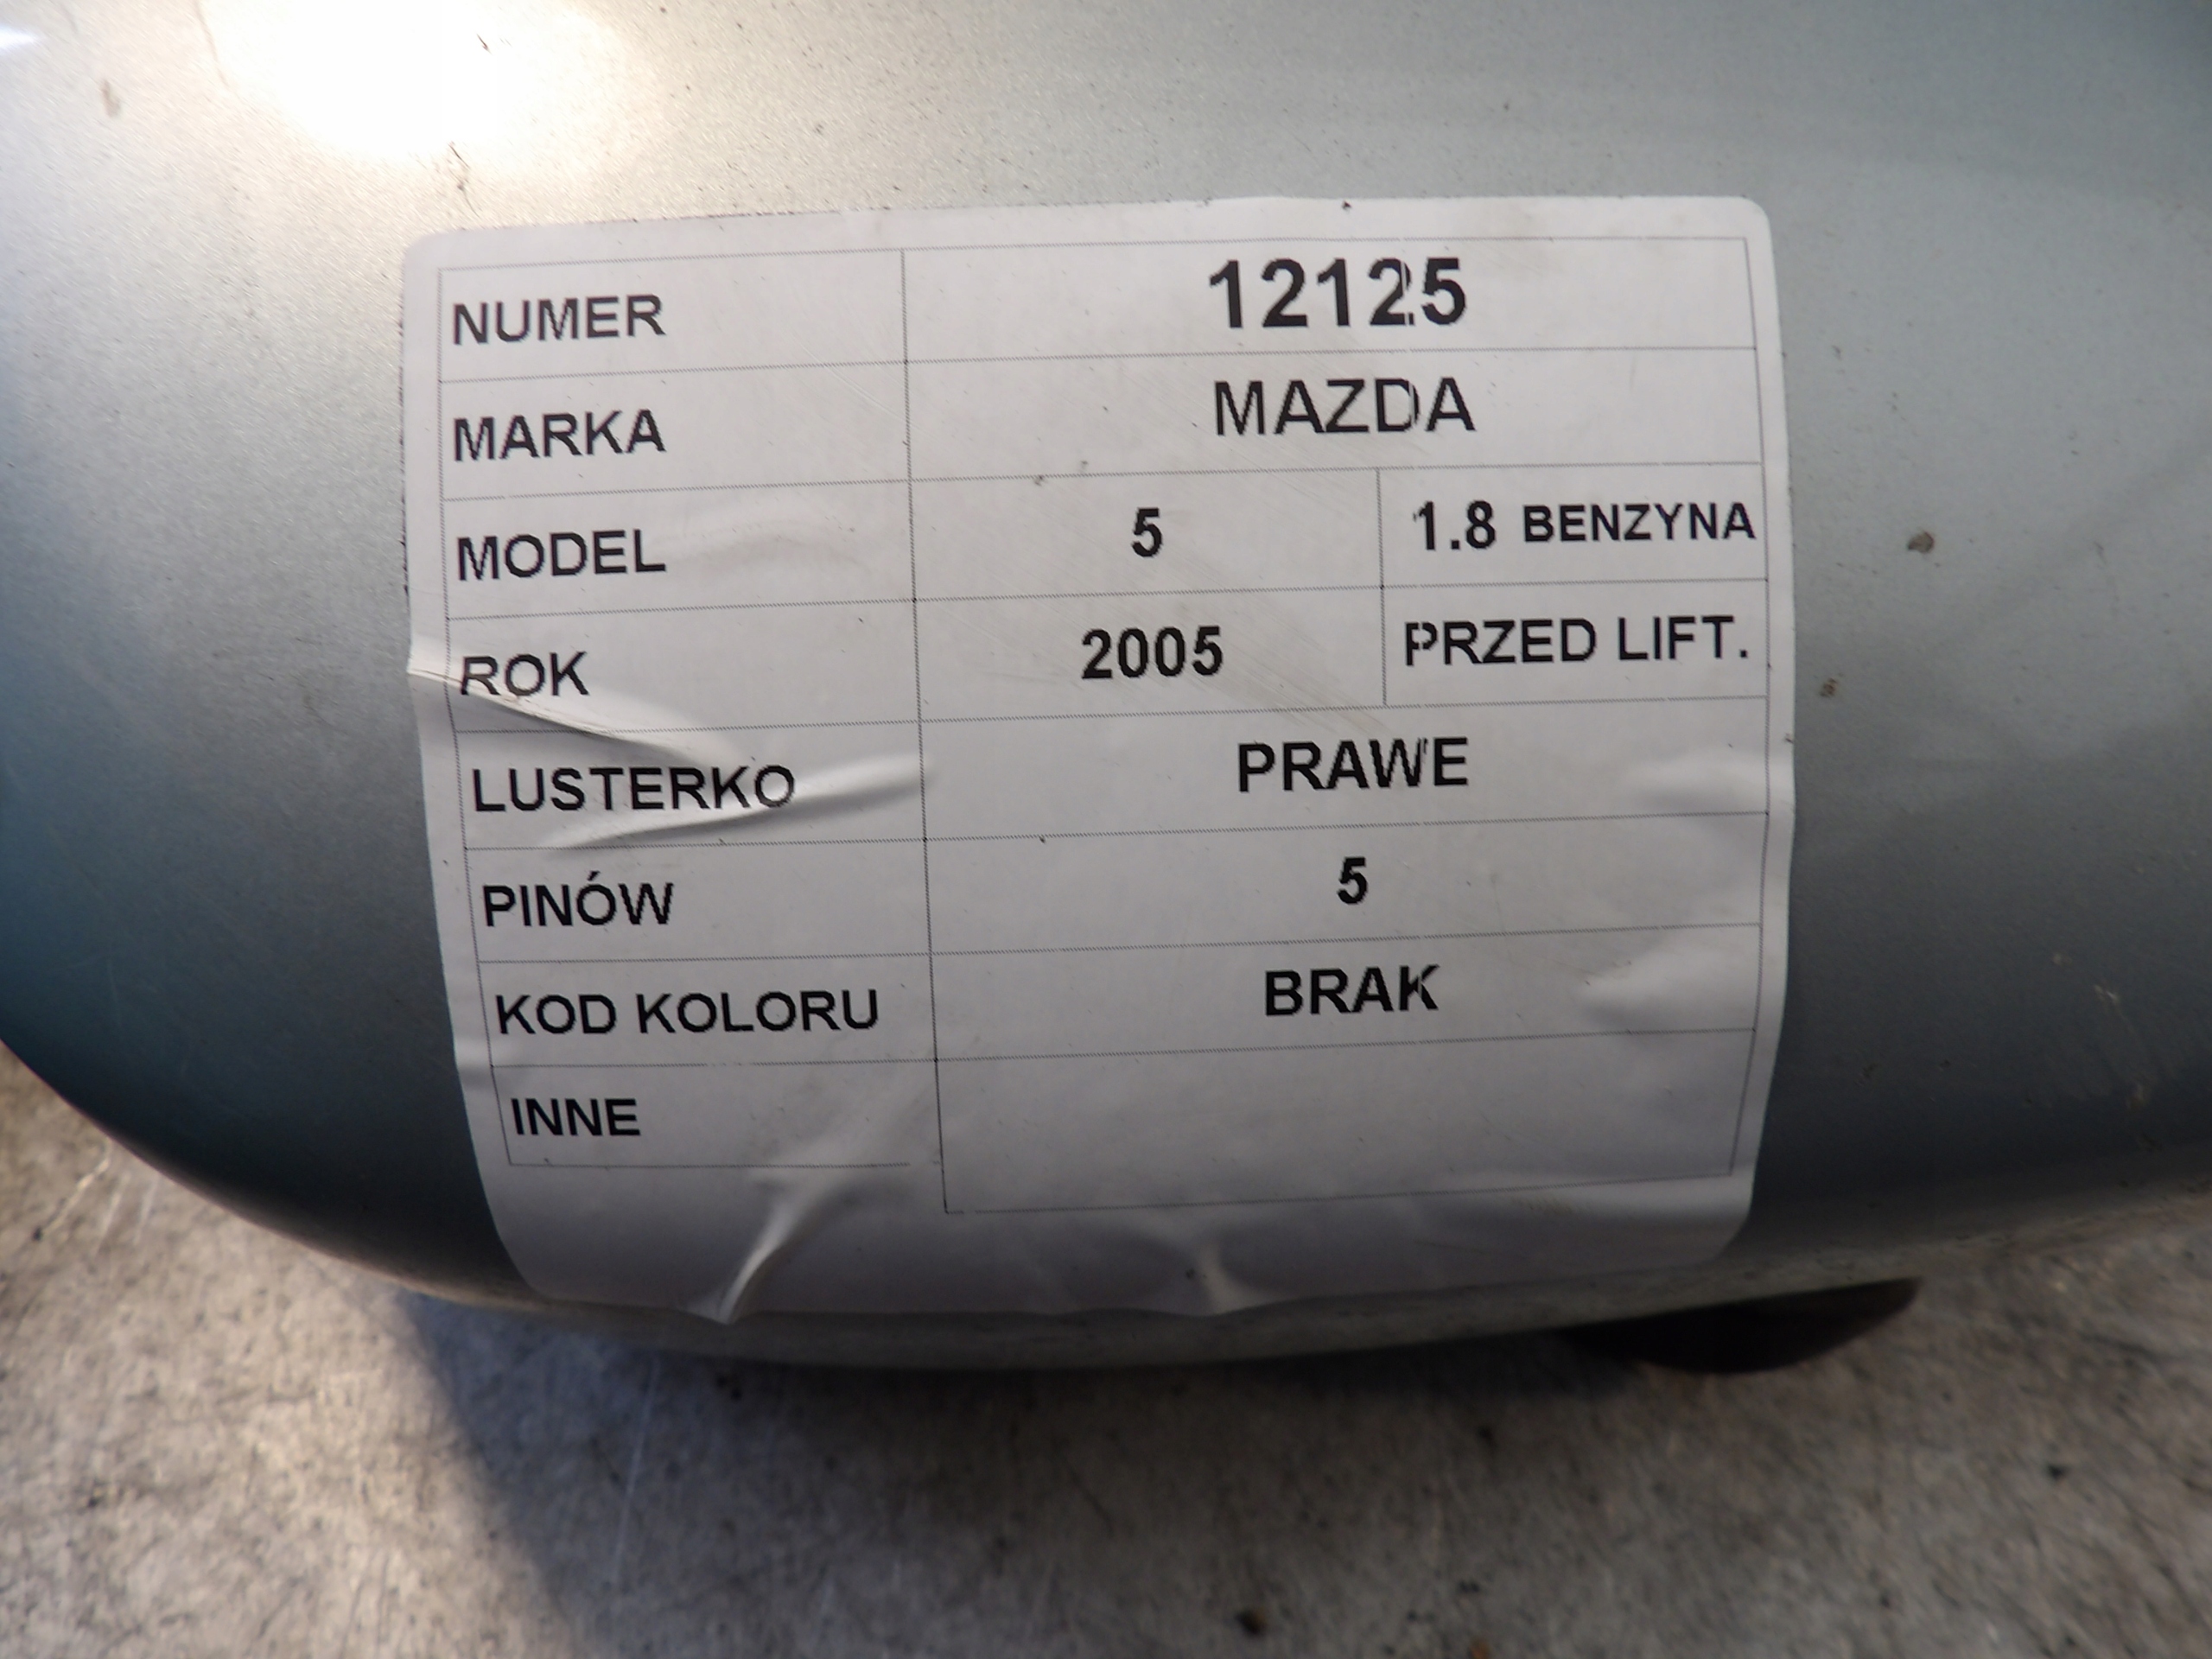 NUMER 12125
MARKA MAZDA
MODEL 5 1.8 BENZYNA
ROK 2005 PRZED LIFT.
LUSTERKO PRAWE
PINÓW 5
KOD KOLORU BRAK
INNE